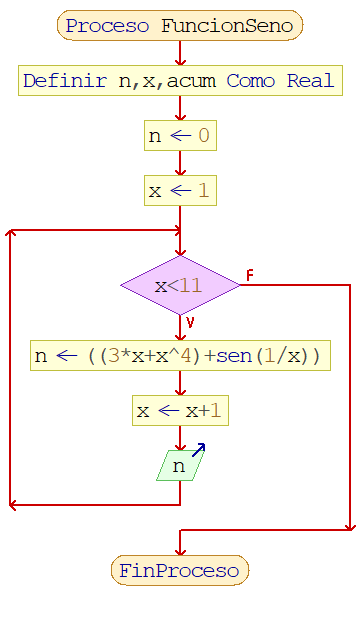 Proceso FuncionSeno
Definir n,x,acum Como Real
n ← 0
x ← 1
x<11
F
V
n ← ((3*x+x^4)+sen(1/x))
x ← x+1
n
FinProceso